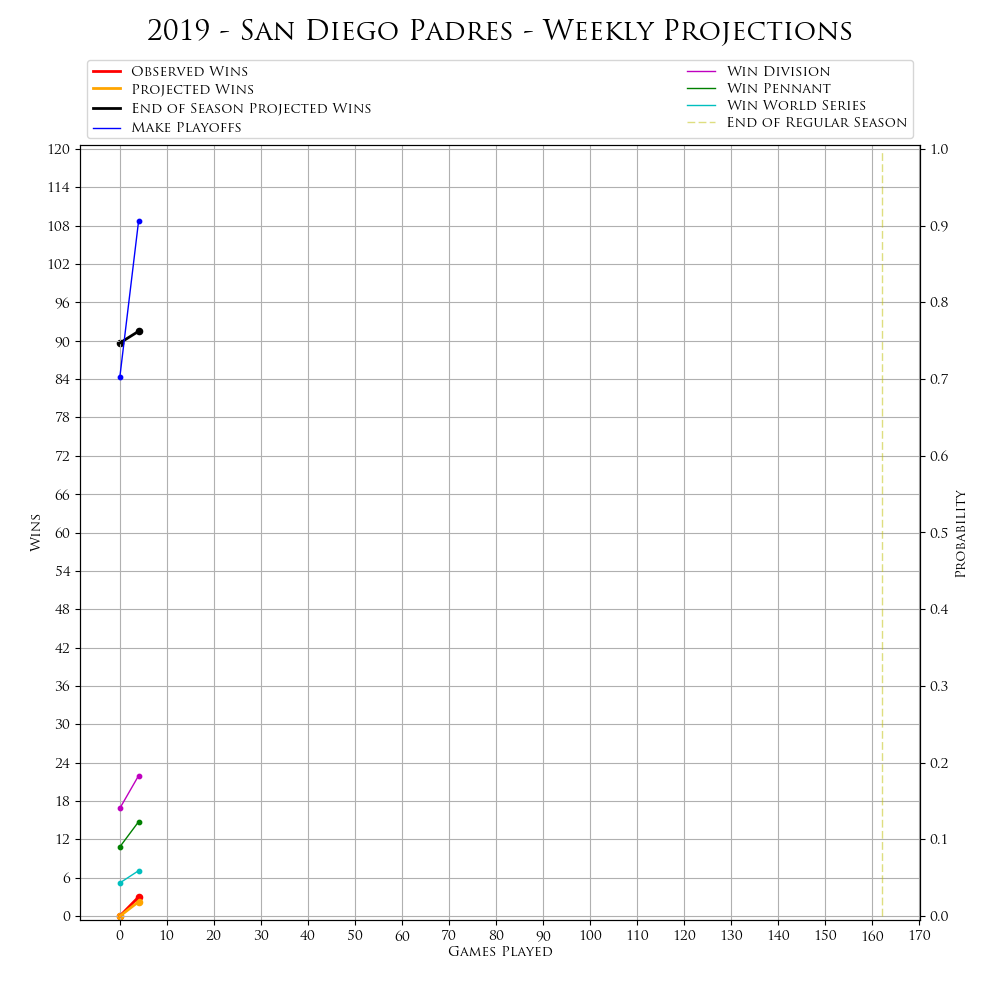 2019 - San Diego Padres - Weekly Projections
Observed Wins
Projected Wins
End of Season Projected Wins
Make Playoffs
Win Division
Win Pennant
Win World Series
End of Regular Season
120
114
108
102
96
90
84
78
72
66
60
54
48
42
36
30
24
18
12
6
0
Wins
1.0
0.9
0.8
0.7
0.6
0.5
0.4
0.3
0.2
0.1
0.0
Probability
0 10 20 30 40 50 60 70 80 90 100 110 120 130 140 150 160 170
Games Played